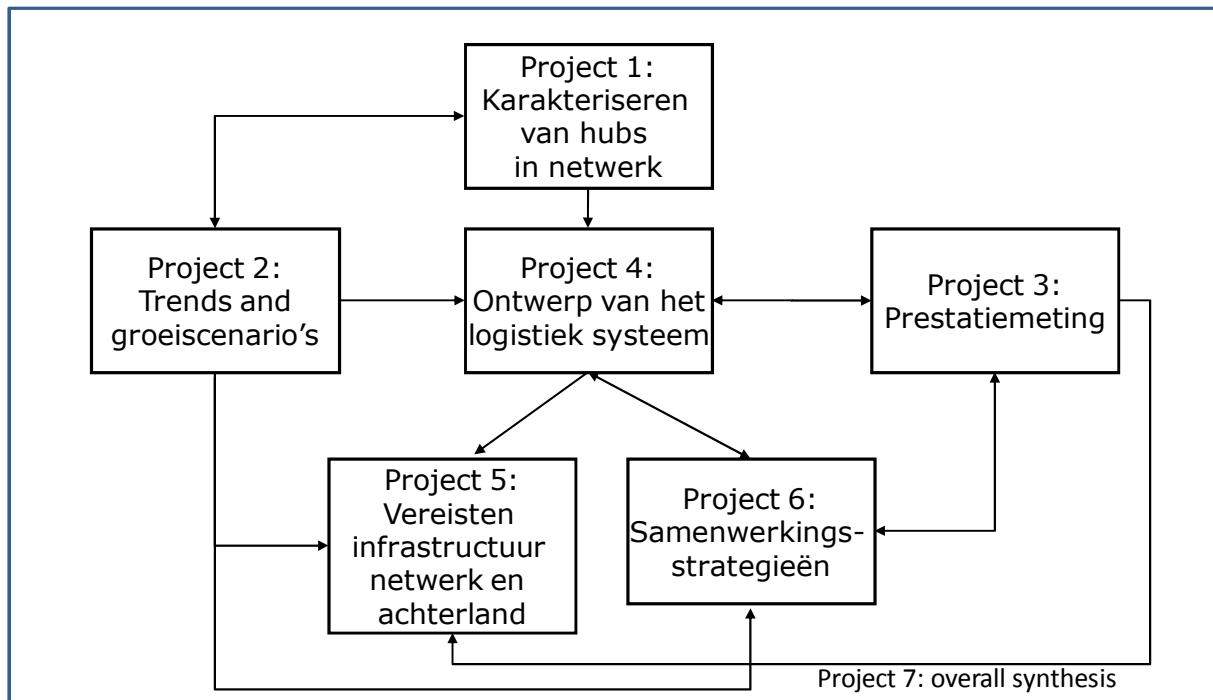 Project 1:
Karakteriseren
van hubs
in netwerk
Project 2:
Trends and
groeiscenario’s
Project 4:
Ontwerp van het
logistiek systeem
Project 3:
Prestatiemeting
Project 5:
Vereisten
infrastructuur
netwerk en
achterland
Project 6:
Samenwerkings-
strategieën
Project 7: overall synthesis